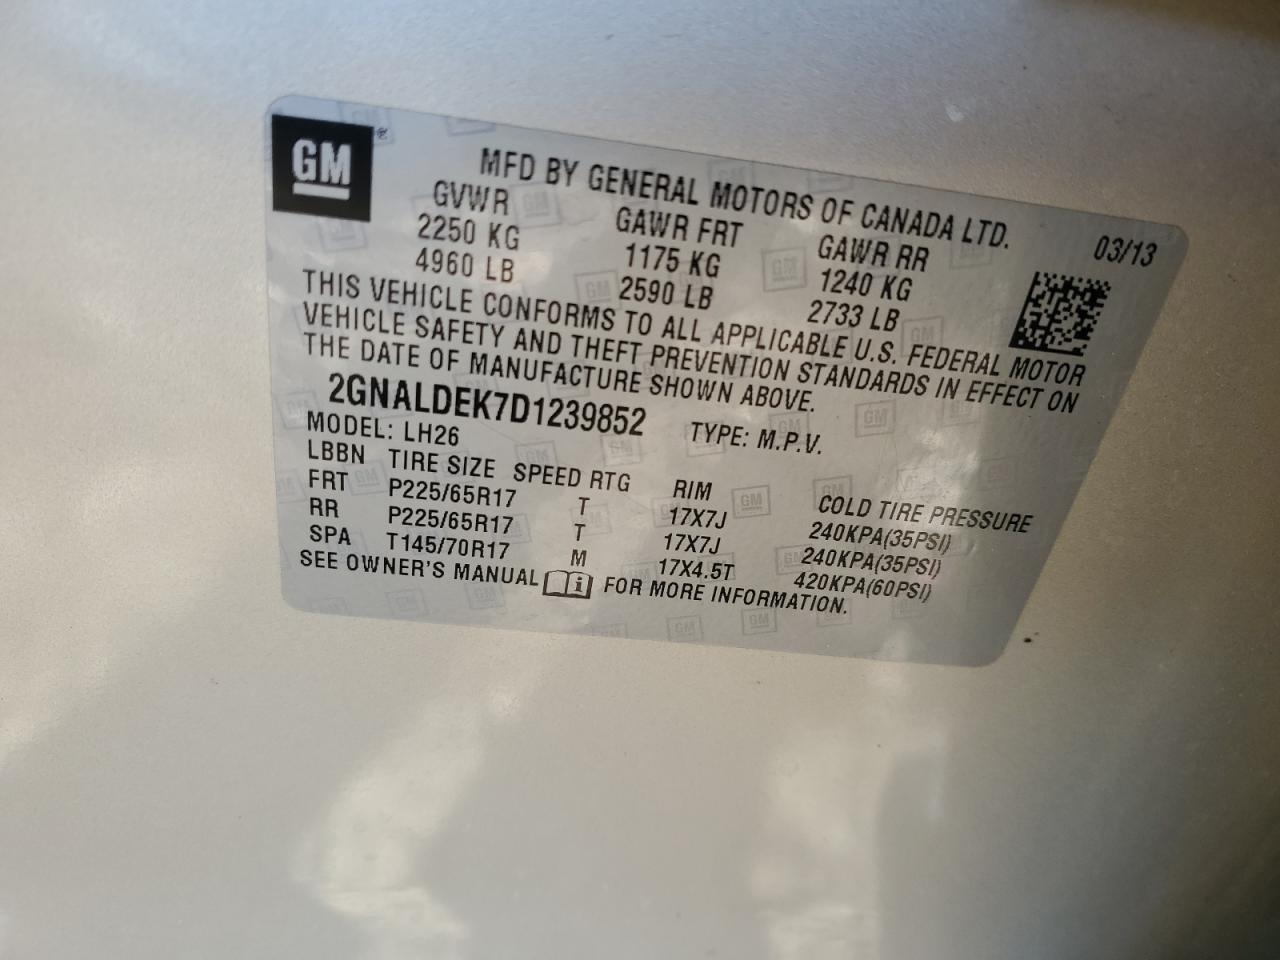 GM ®
MFD BY GENERAL MOTORS OF CANADA LTD.
03/13
GVWR GAWR FRT GAWR RR
2250 KG 1175 KG 1240 KG
4960 LB 2590 LB 2733 LB
THIS VEHICLE CONFORMS TO ALL APPLICABLE U.S. FEDERAL MOTOR
VEHICLE SAFETY AND THEFT PREVENTION STANDARDS IN EFFECT ON
THE DATE OF MANUFACTURE SHOWN ABOVE.
2GNALDEK7D1239852 TYPE: M.P.V.
MODEL: LH26
LBBN TIRE SIZE SPEED RTG RIM COLD TIRE PRESSURE
FRT P225/65R17 T 17X7J 240KPA(35PSI)
RR P225/65R17 T 17X7J 240KPA(35PSI)
SPA T145/70R17 M 17X4.5T 420KPA(60PSI)
SEE OWNER'S MANUAL i FOR MORE INFORMATION.